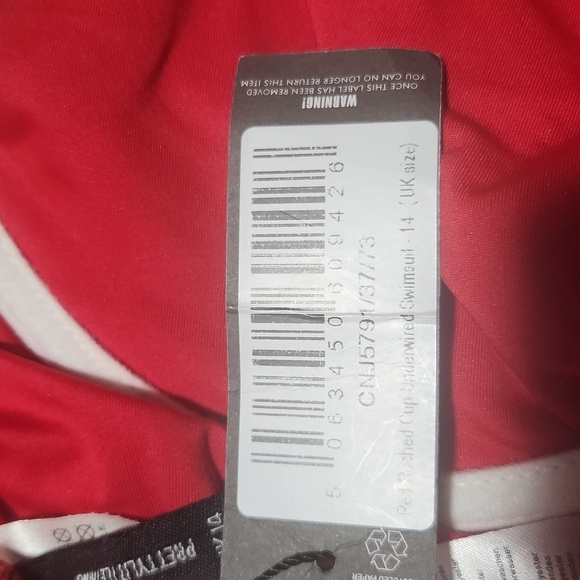 WARNING!
ONCE THIS LABEL HAS BEEN REMOVED
YOU CAN NO LONGER RETURN THIS ITEM
5 063450 609426
CNJ5791/37/73
Red Ruched Cup Underwired Swimsuit - 14 (UK size)
PAPER
PRETTYLITTLETHING